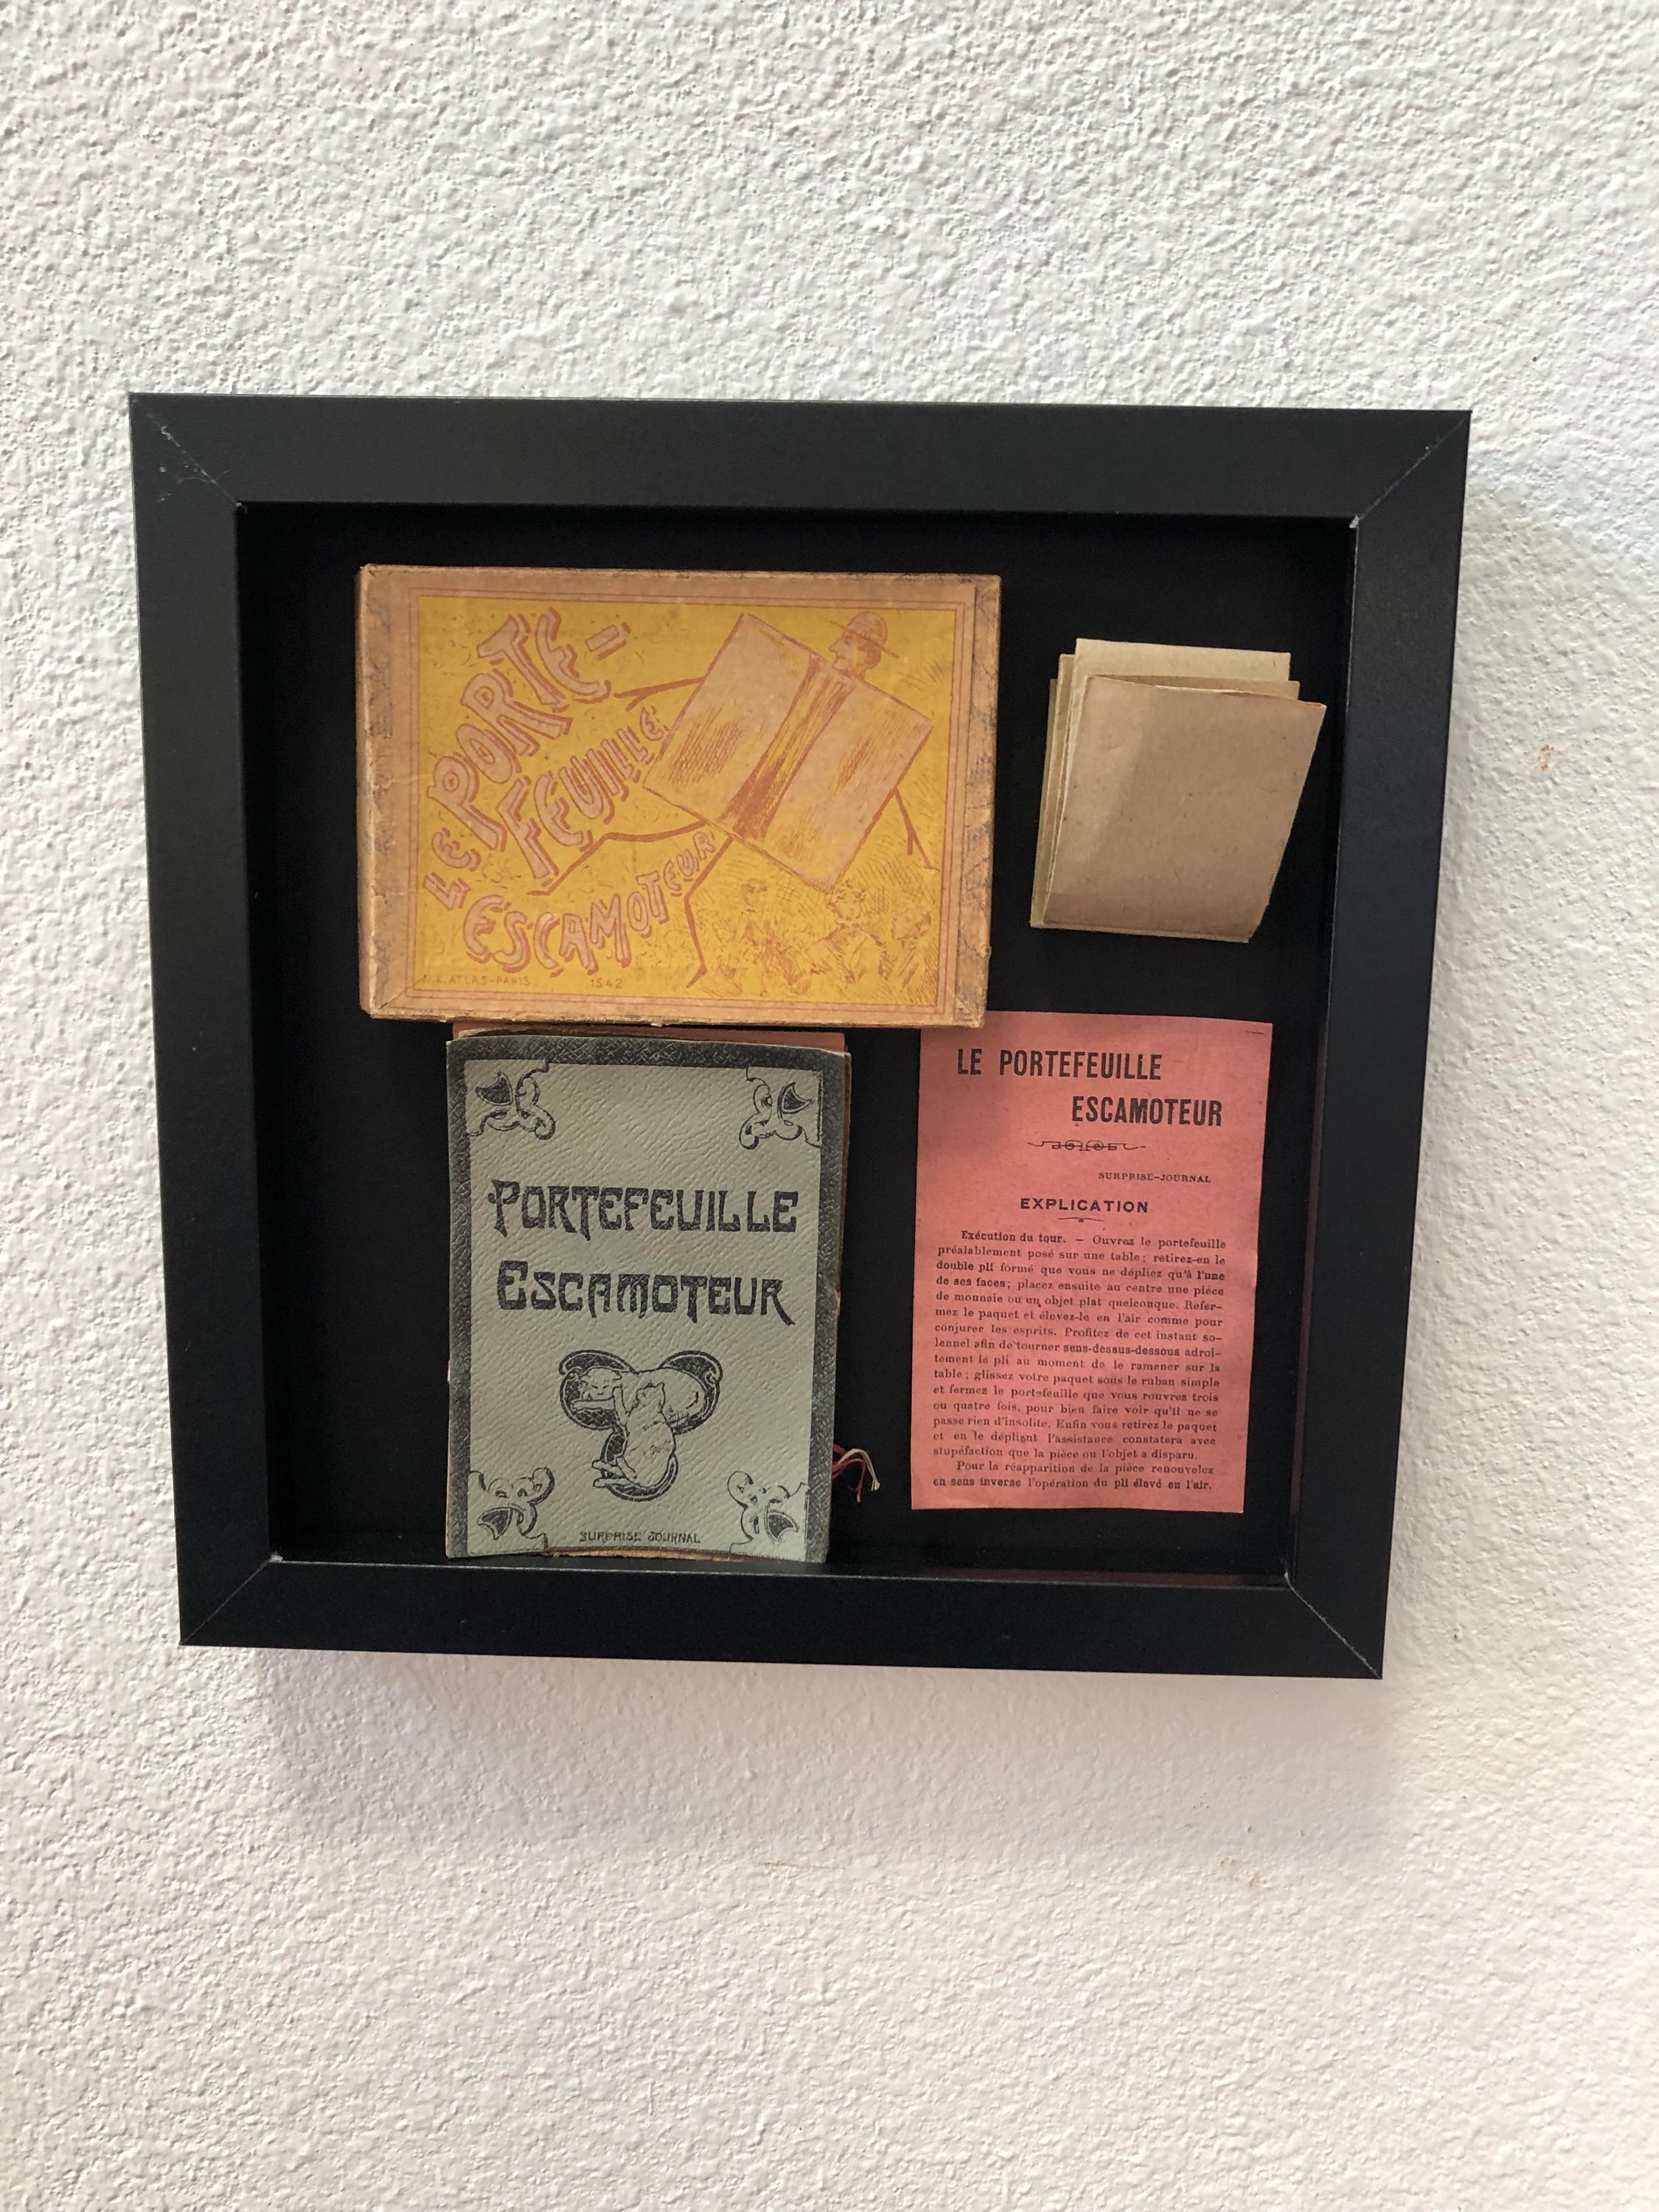 LE PORTE-
FEUILLE
ESCAMOTEUR
N.K. ATLAS-PARIS 1542
PORTEFEUILLE
ESCAMOTEUR
SURPRISE JOURNAL
LE PORTEFEUILLE
ESCAMOTEUR
SURPRISE-JOURNAL
EXPLICATION
Exécution du tour. — Ouvrez le portefeuille
préalablement posé sur une table; retirez-en le
double pli formé que vous ne dépliez qu'à l'une
de ses faces; placez ensuite au centre une pièce
de monnaie ou un objet plat quelconque. Refer-
mez le paquet et élevez-le en l'air comme pour
conjurer les esprits. Profitez de cet instant so-
lennel afin de tourner sens-dessus-dessous adroi-
tement le pli au moment de le ramener sur la
table; glissez votre paquet sous le ruban simple
et fermez le portefeuille que vous rouvrez trois
ou quatre fois, pour bien faire voir qu'il ne se
passe rien d'insolite. Enfin vous retirez le paquet
et en le dépliant l'assistance constatera avec
stupéfaction que la pièce ou l'objet a disparu.
Pour la réapparition de la pièce renouvelez
en sens inverse l'opération du pli élevé en l'air.